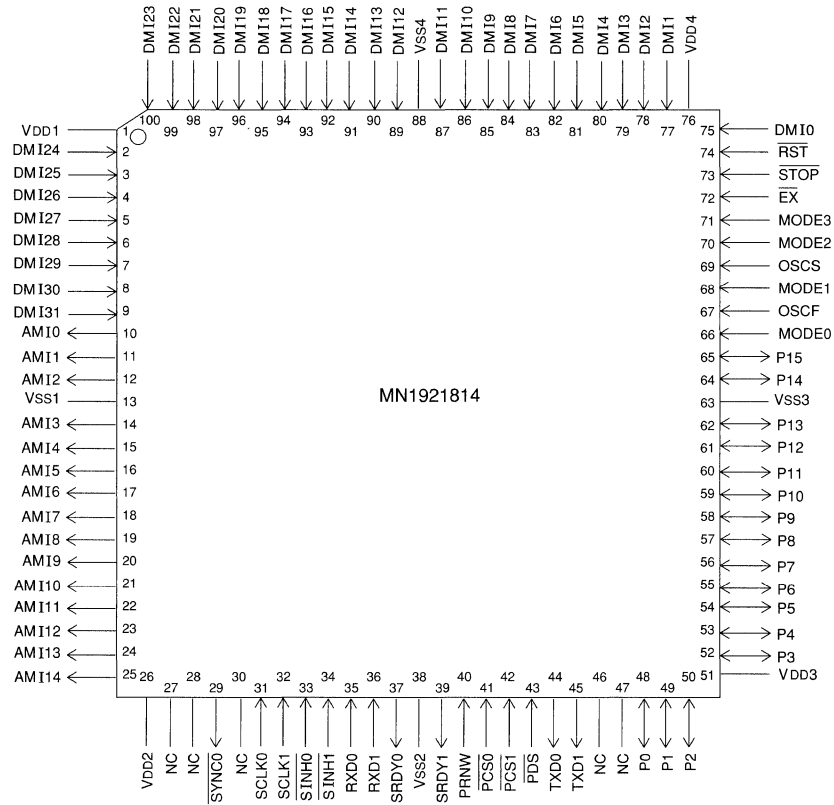 DMI23 DMI22 DMI21 DMI20 DMI19 DMI18 DMI17 DMI16 DMI15 DMI14 DMI13 DMI12 VSS4 DMI11 DMI10 DMI9 DMI8 DMI7 DMI6 DMI5 DMI4 DMI3 DMI2 DMI1 VDD4
100 99 98 97 96 95 94 93 92 91 90 89 88 87 86 85 84 83 82 81 80 79 78 77 76
VDD1 1
DMI24 2
DMI25 3
DMI26 4
DMI27 5
DMI28 6
DMI29 7
DMI30 8
DMI31 9
AMI0 10
AMI1 11
AMI2 12
VSS1 13
AMI3 14
AMI4 15
AMI5 16
AMI6 17
AMI7 18
AMI8 19
AMI9 20
AMI10 21
AMI11 22
AMI12 23
AMI13 24
AMI14 25
MN1921814
75 DMI0
74 RST
73 STOP
72 EX
71 MODE3
70 MODE2
69 OSCS
68 MODE1
67 OSCF
66 MODE0
65 P15
64 P14
63 VSS3
62 P13
61 P12
60 P11
59 P10
58 P9
57 P8
56 P7
55 P6
54 P5
53 P4
52 P3
51 VDD3
26 27 28 29 30 31 32 33 34 35 36 37 38 39 40 41 42 43 44 45 46 47 48 49 50
VDD2 NC NC SYNC0 NC SCLK0 SCLK1 SINH0 SINH1 RXD0 RXD1 SRDY0 VSS2 SRDY1 PRNW PCS0 PCS1 PDS TXD0 TXD1 NC NC P0 P1 P2